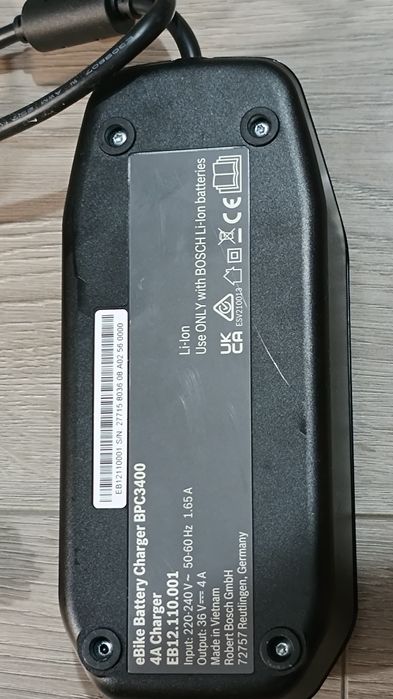 eBike Battery Charger BPC3400
4A Charger
EB12.110.001
Input: 220-240 V ~ 50-60 Hz 1.65 A
Output: 36 V ⎓ 4 A
Made in Vietnam
Robert Bosch GmbH
72757 Reutlingen, Germany
Li-Ion
Use ONLY with BOSCH Li-Ion batteries
UK
CA
ESV210013
CE
EB12110001 S/N: 27715 8036 08 A02 56 0000